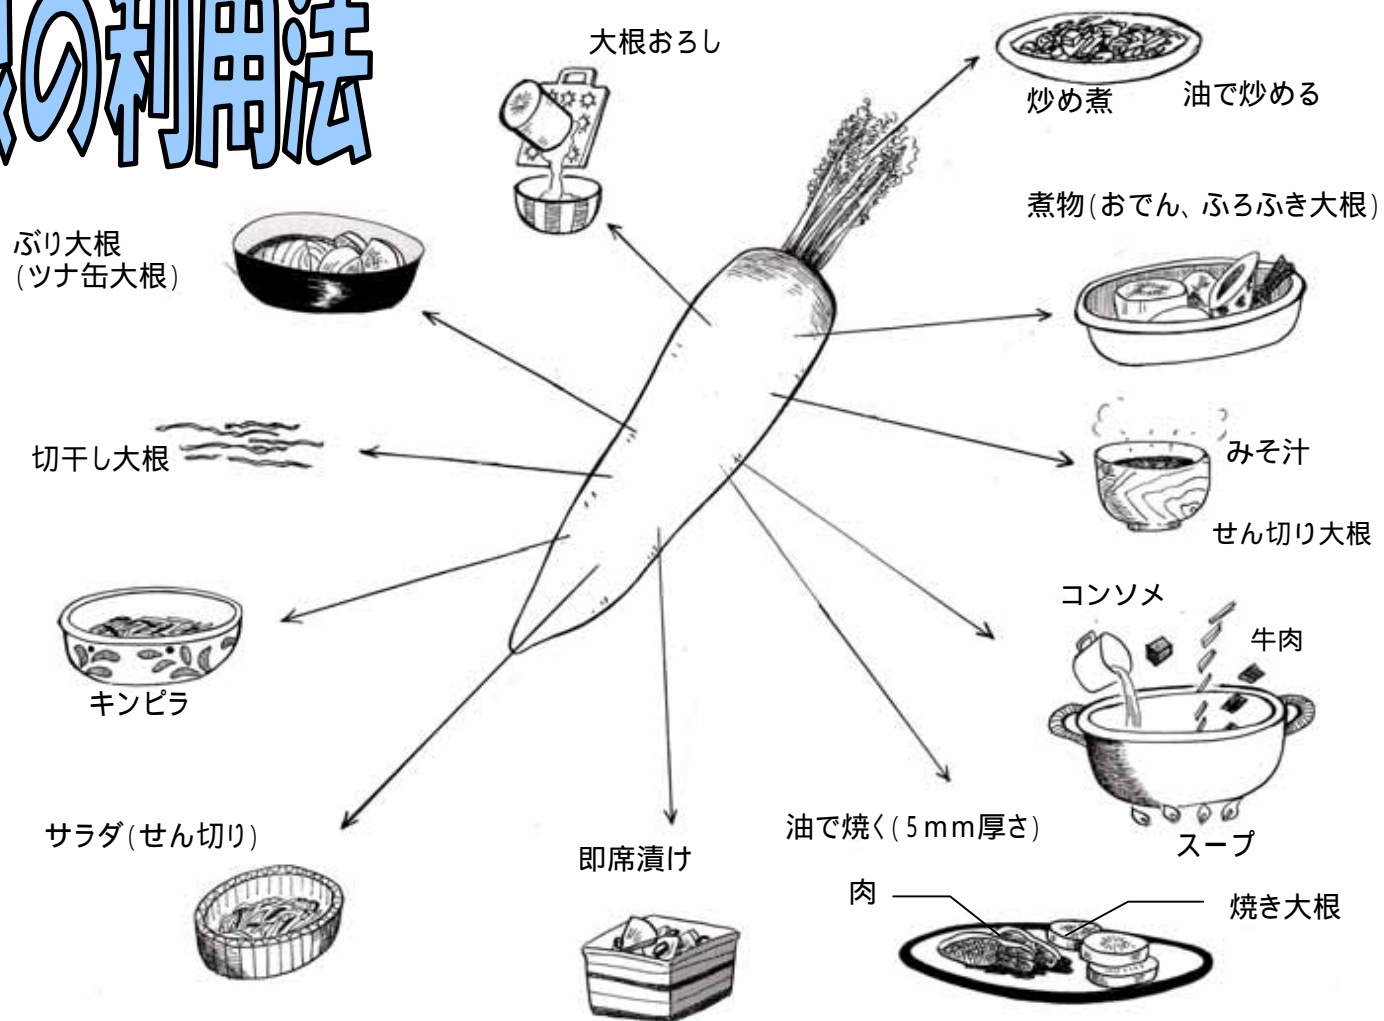 根の利用法
大根おろし
炒め煮
油で炒める
煮物(おでん、ふろふき大根)
ぶり大根
(ツナ缶大根)
切干し大根
みそ汁
せん切り大根
コンソメ
牛肉
スープ
キンピラ
サラダ(せん切り)
即席漬け
油で焼く(5mm厚さ)
肉
焼き大根